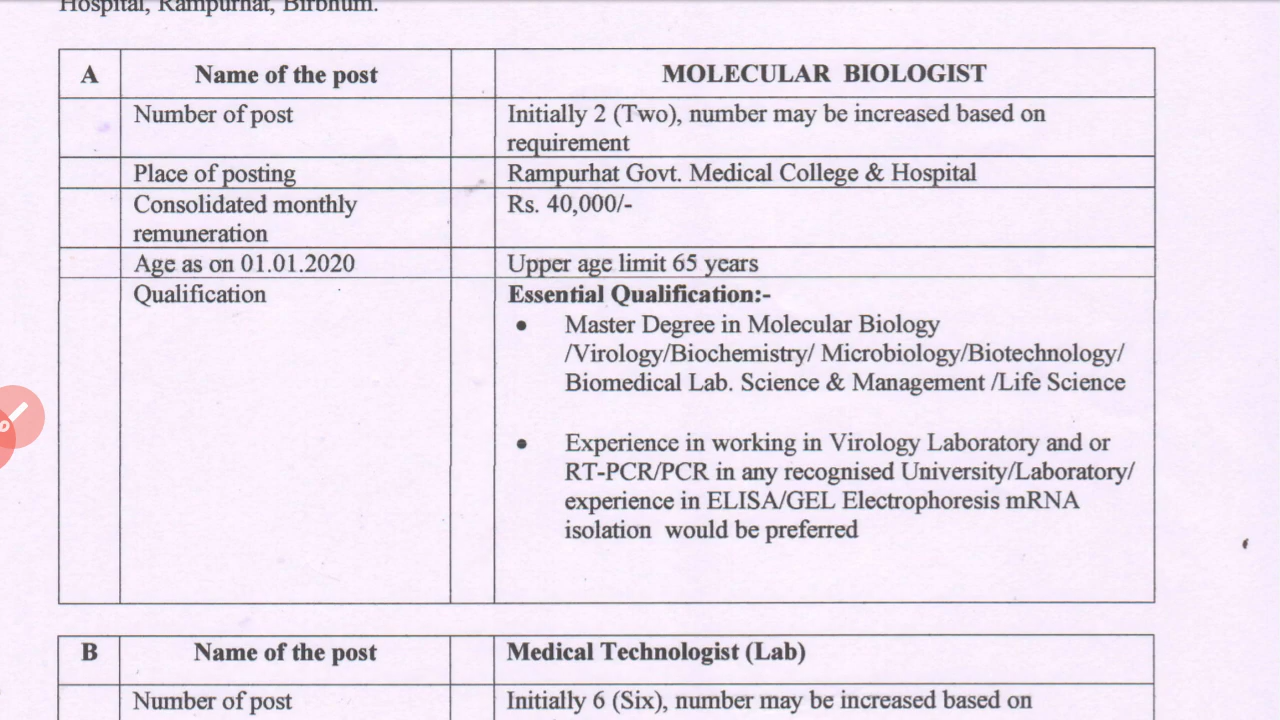 Hospital, Rampurhat, Birbhum.
A Name of the post MOLECULAR BIOLOGIST
Number of post Initially 2 (Two), number may be increased based on
requirement
Place of posting Rampurhat Govt. Medical College & Hospital
Consolidated monthly Rs. 40,000/-
remuneration
Age as on 01.01.2020 Upper age limit 65 years
Qualification Essential Qualification:-
• Master Degree in Molecular Biology
/Virology/Biochemistry/ Microbiology/Biotechnology/
Biomedical Lab. Science & Management /Life Science
• Experience in working in Virology Laboratory and or
RT-PCR/PCR in any recognised University/Laboratory/
experience in ELISA/GEL Electrophoresis mRNA
isolation would be preferred
B Name of the post Medical Technologist (Lab)
Number of post Initially 6 (Six), number may be increased based on